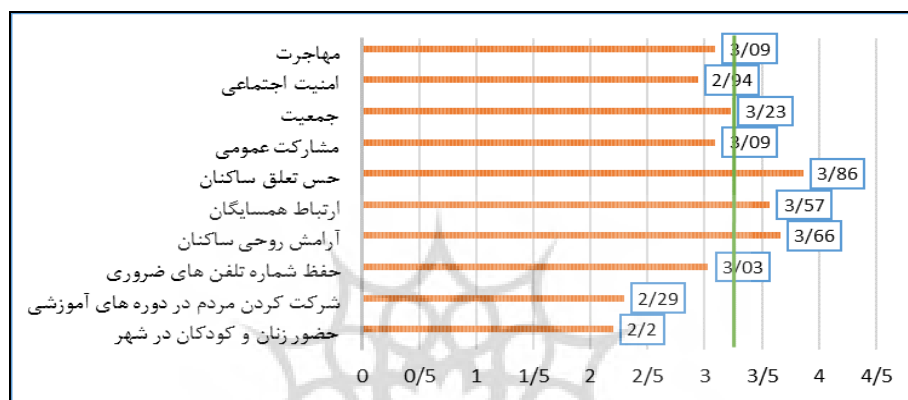 مهاجرت 3/09
امنیت اجتماعی 2/94
جمعیت 3/23
مشارکت عمومی 3/09
حس تعلق ساکنان 3/86
ارتباط همسایگان 3/57
آرامش روحی ساکنان 3/66
حفظ شماره تلفن های ضروری 3/03
شرکت کردن مردم در دوره های آموزشی 2/29
حضور زنان و کودکان در شهر 2/2
0 0/5 1 1/5 2 2/5 3 3/5 4 4/5